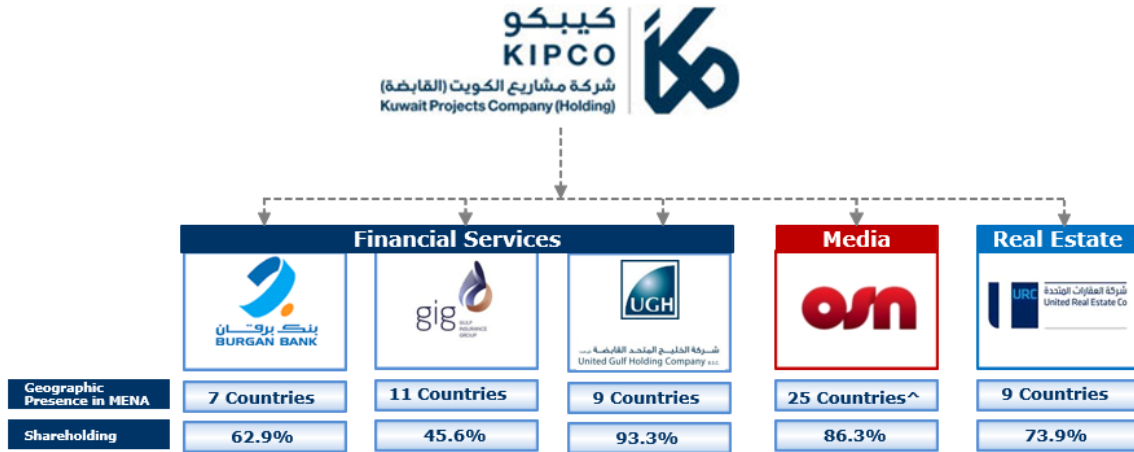 كيبكو
KIPCO
شركة مشاريع الكويت (القابضة)
Kuwait Projects Company (Holding)
Financial Services
Media
Real Estate
بنك برقان
BURGAN BANK
gig
GULF
INSURANCE
GROUP
UGH
شركة الخليج المتحد القابضة
United Gulf Holding Company
osn
URC
شركة العقارات المتحدة
United Real Estate Co
Geographic
Presence in MENA
7 Countries
11 Countries
9 Countries
25 Countries^
9 Countries
Shareholding
62.9%
45.6%
93.3%
86.3%
73.9%